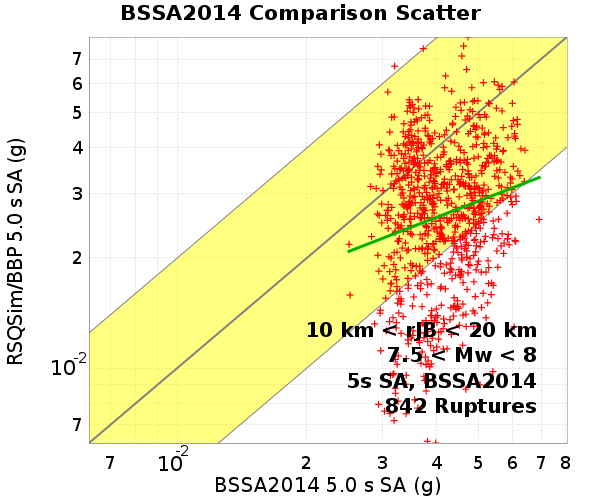 BSSA2014 Comparison Scatter
RSQSim/BBP 5.0 s SA (g)
7
6
5
4
3
2
10-2
7
10 km < rJB < 20 km
7.5 < Mw < 8
5s SA, BSSA2014
842 Ruptures
7 10-2 2 3 4 5 6 7 8
BSSA2014 5.0 s SA (g)